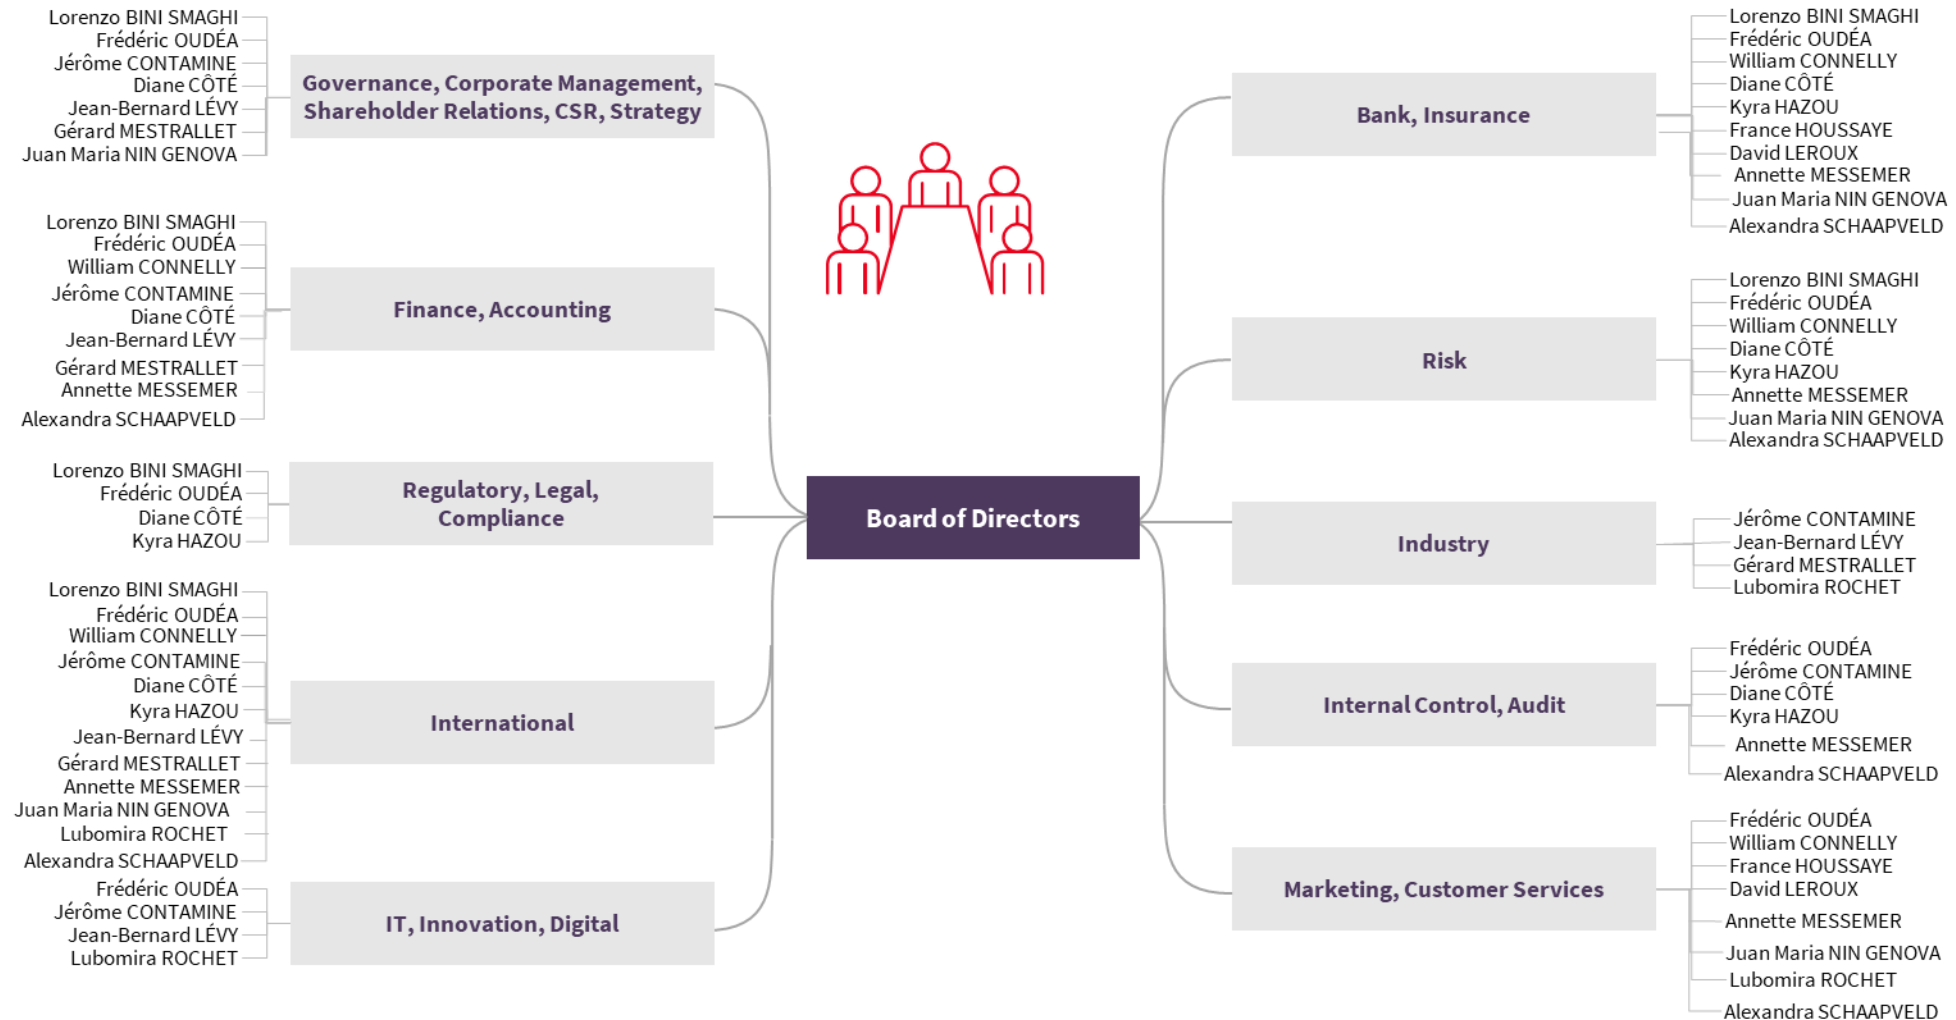 Lorenzo BINI SMAGHI
Frédéric OUDÉA
Jérôme CONTAMINE
Diane CÔTÉ
Jean-Bernard LÉVY
Gérard MESTRALLET
Juan Maria NIN GENOVA
Governance, Corporate Management,
Shareholder Relations, CSR, Strategy
Lorenzo BINI SMAGHI
Frédéric OUDÉA
William CONNELLY
Jérôme CONTAMINE
Diane CÔTÉ
Jean-Bernard LÉVY
Gérard MESTRALLET
Annette MESSEMER
Alexandra SCHAAPVELD
Finance, Accounting
Lorenzo BINI SMAGHI
Frédéric OUDÉA
Diane CÔTÉ
Kyra HAZOU
Regulatory, Legal,
Compliance
Lorenzo BINI SMAGHI
Frédéric OUDÉA
William CONNELLY
Jérôme CONTAMINE
Diane CÔTÉ
Kyra HAZOU
Jean-Bernard LÉVY
Gérard MESTRALLET
Annette MESSEMER
Juan Maria NIN GENOVA
Lubomira ROCHET
Alexandra SCHAAPVELD
International
Frédéric OUDÉA
Jérôme CONTAMINE
Jean-Bernard LÉVY
Lubomira ROCHET
IT, Innovation, Digital
Board of Directors
Bank, Insurance
Lorenzo BINI SMAGHI
Frédéric OUDÉA
William CONNELLY
Diane CÔTÉ
Kyra HAZOU
France HOUSSAYE
David LEROUX
Annette MESSEMER
Juan Maria NIN GENOVA
Alexandra SCHAAPVELD
Risk
Lorenzo BINI SMAGHI
Frédéric OUDÉA
William CONNELLY
Diane CÔTÉ
Kyra HAZOU
Annette MESSEMER
Juan Maria NIN GENOVA
Alexandra SCHAAPVELD
Industry
Jérôme CONTAMINE
Jean-Bernard LÉVY
Gérard MESTRALLET
Lubomira ROCHET
Internal Control, Audit
Frédéric OUDÉA
Jérôme CONTAMINE
Diane CÔTÉ
Kyra HAZOU
Annette MESSEMER
Alexandra SCHAAPVELD
Marketing, Customer Services
Frédéric OUDÉA
William CONNELLY
France HOUSSAYE
David LEROUX
Annette MESSEMER
Juan Maria NIN GENOVA
Lubomira ROCHET
Alexandra SCHAAPVELD